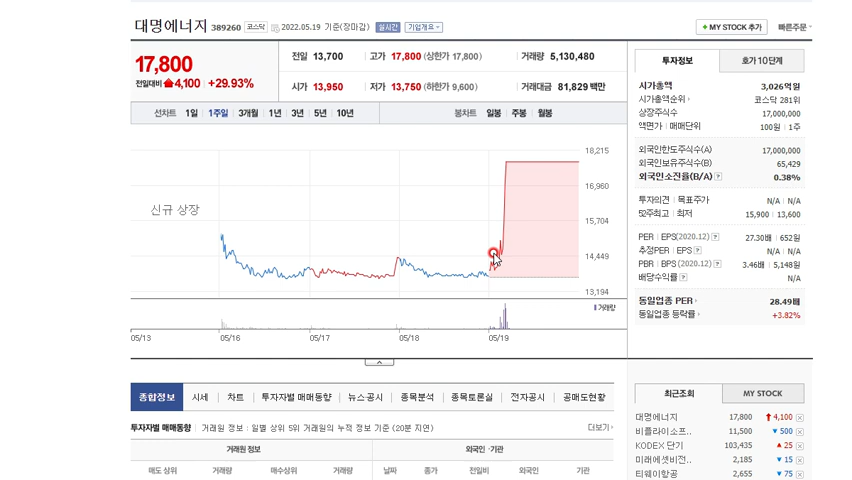 대명에너지 389260 코스닥 2022.05.19 기준(장마감) 실시간 기업개요
+ MY STOCK 추가 빠른주문
17,800
전일대비 4,100 +29.93%
전일 13,700 고가 17,800 (상한가 17,800) 거래량 5,130,480
시가 13,950 저가 13,750 (하한가 9,600) 거래대금 81,829 백만
선차트 1일 1주일 3개월 1년 3년 5년 10년 봉차트 일봉 주봉 월봉
신규 상장
18,215
16,960
15,704
14,449
13,194
거래량
05/13 05/16 05/17 05/18 05/19
투자정보 호가 10단계
시가총액 3,026억원
시가총액순위 코스닥 281위
상장주식수 17,000,000
액면가 매매단위 100원 1주
외국인한도주식수(A) 17,000,000
외국인보유주식수(B) 65,429
외국인소진율(B/A) ? 0.38%
투자의견 목표주가 N/A N/A
52주최고 최저 15,900 13,600
PER EPS(2020.12) ? 27.30배 652원
추정PER EPS ? N/A N/A
PBR BPS (2020.12) ? 3.46배 5,148원
배당수익률 ? N/A
동일업종 PER 28.49배
동일업종 등락률 +3.82%
종합정보 시세 차트 투자자별 매매동향 뉴스·공시 종목분석 종목토론실 전자공시 공매도현황
투자자별 매매동향 거래원 정보 : 일별 상위 5위 거래원의 누적 정보 기준 (20분 지연) 더보기
거래원 정보 외국인·기관
매도 상위 거래량 매수상위 거래량 날짜 종가 전일비 외국인 기관
최근조회 MY STOCK
대명에너지 17,800 4,100
비플라이소프.. 11,500 500
KODEX 단기 103,435 25
미래에셋비전.. 2,185 15
티웨이항공 2,655 75